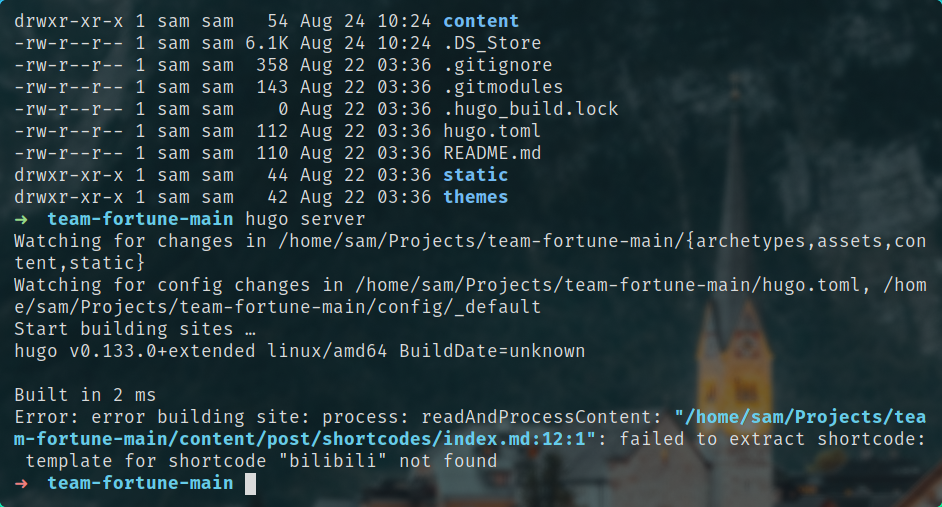 drwxr-xr-x 1 sam sam   54 Aug 24 10:24 content
-rw-r--r-- 1 sam sam 6.1K Aug 24 10:24 .DS_Store
-rw-r--r-- 1 sam sam  358 Aug 22 03:36 .gitignore
-rw-r--r-- 1 sam sam  143 Aug 22 03:36 .gitmodules
-rw-r--r-- 1 sam sam    0 Aug 22 03:36 .hugo_build.lock
-rw-r--r-- 1 sam sam  112 Aug 22 03:36 hugo.toml
-rw-r--r-- 1 sam sam  110 Aug 22 03:36 README.md
drwxr-xr-x 1 sam sam   44 Aug 22 03:36 static
drwxr-xr-x 1 sam sam   42 Aug 22 03:36 themes
➜  team-fortune-main hugo server
Watching for changes in /home/sam/Projects/team-fortune-main/{archetypes,assets,con
tent,static}
Watching for config changes in /home/sam/Projects/team-fortune-main/hugo.toml, /hom
e/sam/Projects/team-fortune-main/config/_default
Start building sites …
hugo v0.133.0+extended linux/amd64 BuildDate=unknown

Built in 2 ms
Error: error building site: process: readAndProcessContent: "/home/sam/Projects/tea
m-fortune-main/content/post/shortcodes/index.md:12:1": failed to extract shortcode:
 template for shortcode "bilibili" not found
➜  team-fortune-main